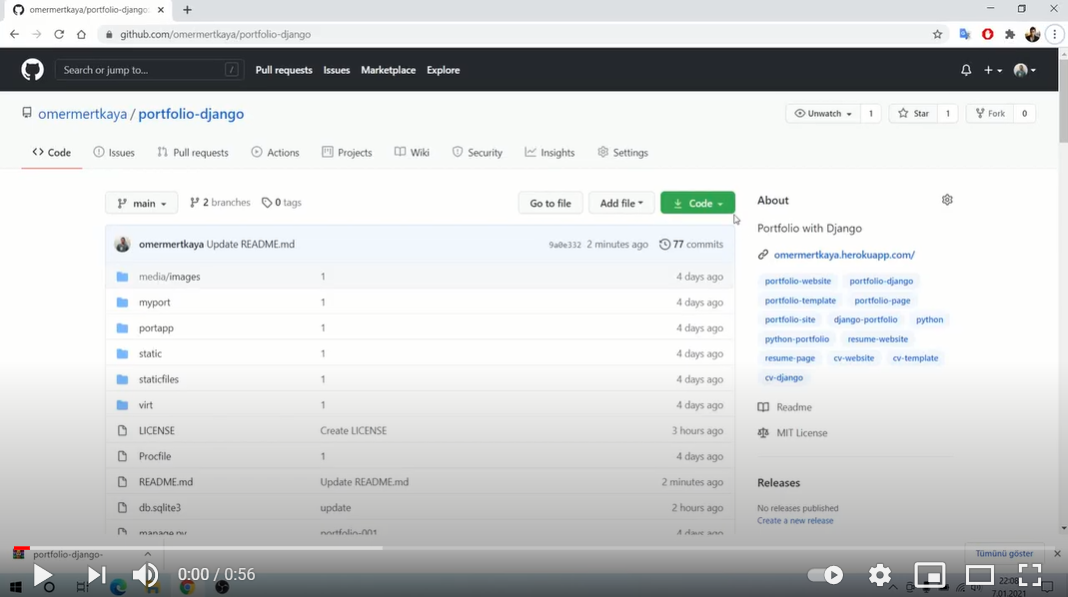 omermertkaya/portfolio-django:
github.com/omermertkaya/portfolio-django
Search or jump to...
/
Pull requests Issues Marketplace Explore
omermertkaya / portfolio-django
Unwatch 1 Star 1 Fork 0
Code Issues Pull requests Actions Projects Wiki Security Insights Settings
main 2 branches 0 tags Go to file Add file Code
omermertkaya Update README.md 9a0e332 2 minutes ago 77 commits
media/images 1 4 days ago
myport 1 4 days ago
portapp 1 4 days ago
static 1 4 days ago
staticfiles 1 4 days ago
virt 1 4 days ago
LICENSE Create LICENSE 3 hours ago
Procfile 1 4 days ago
README.md Update README.md 2 minutes ago
db.sqlite3 update 2 hours ago
manage.py portfolio-001 4 days ago
About
Portfolio with Django
omermertkaya.herokuapp.com/
portfolio-website portfolio-django
portfolio-template portfolio-page
portfolio-site django-portfolio python
python-portfolio resume-website
resume-page cv-website cv-template
cv-django
Readme
MIT License
Releases
No releases published
Create a new release
portfolio-django-
Tümünü göster
0:00 / 0:56
22:08
7.01.2021